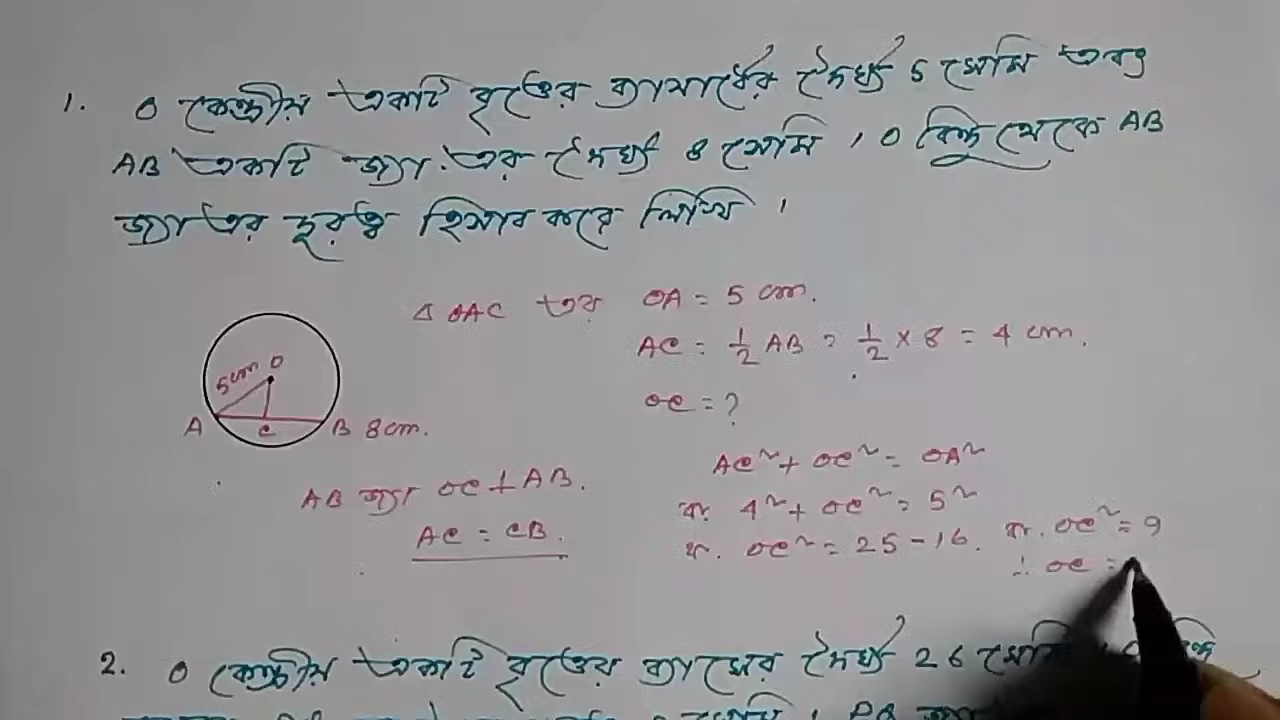 1. O কেন্দ্রীয় একটি বৃত্তের ব্যাসার্ধের দৈর্ঘ্য 5 সেমি এবং
AB একটি জ্যা. এর দৈর্ঘ্য 8 সেমি। O বিন্দু থেকে AB
জ্যা এর দূরত্ব হিসাব করে লিখি।
Δ OAC এর OA = 5 cm.
AC = 1/2 AB = 1/2 × 8 = 4 cm.
OC = ?
5cm O
A C B 8cm.
AB জ্যা OC ⊥ AB.
AC = CB.
AC² + OC² = OA²
বা. 4² + OC² = 5²
বা. OC² = 25 - 16.
বা. OC² = 9
∴ OC =
2. O কেন্দ্রীয় একটি বৃত্তের ব্যাসের দৈর্ঘ্য 26 সেমি